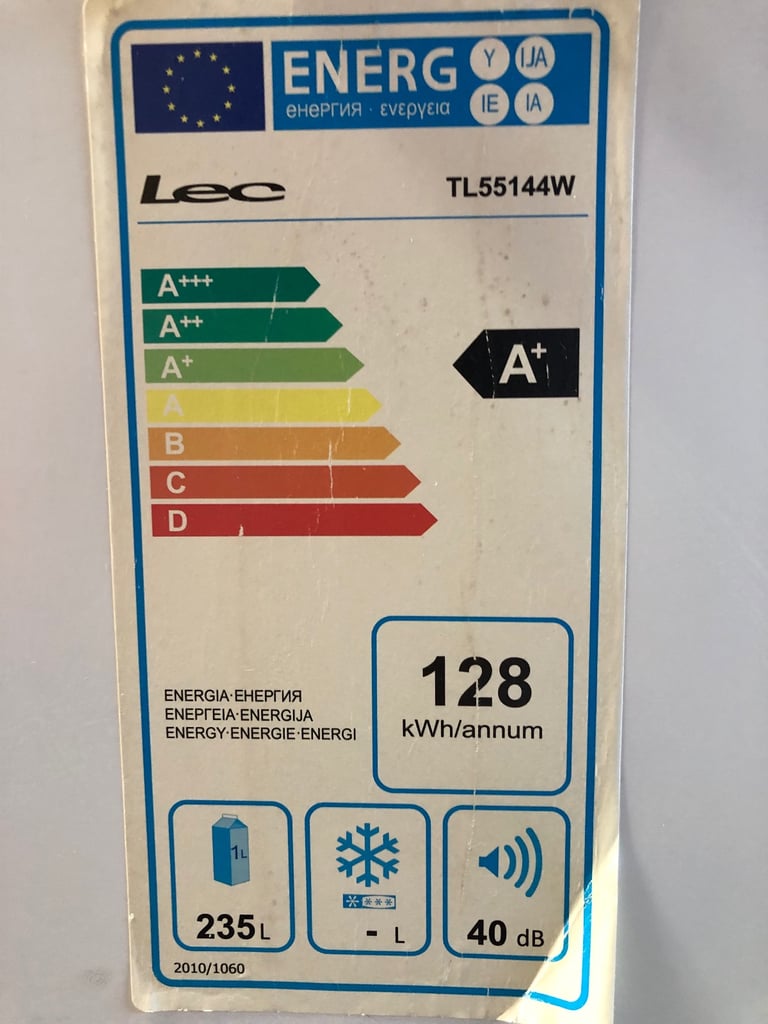 ENERG Y IJA
енергия · ενεργεια IE IA
Lec TL55144W
A+++
A++
A+
A+
A
B
C
D
128
kWh/annum
ENERGIA·ЕНЕРГИЯ
ΕΝΕΡΓΕΙΑ·ENERGIJA
ENERGY·ENERGIE·ENERGI
1L
235L
- L
40 dB
2010/1060